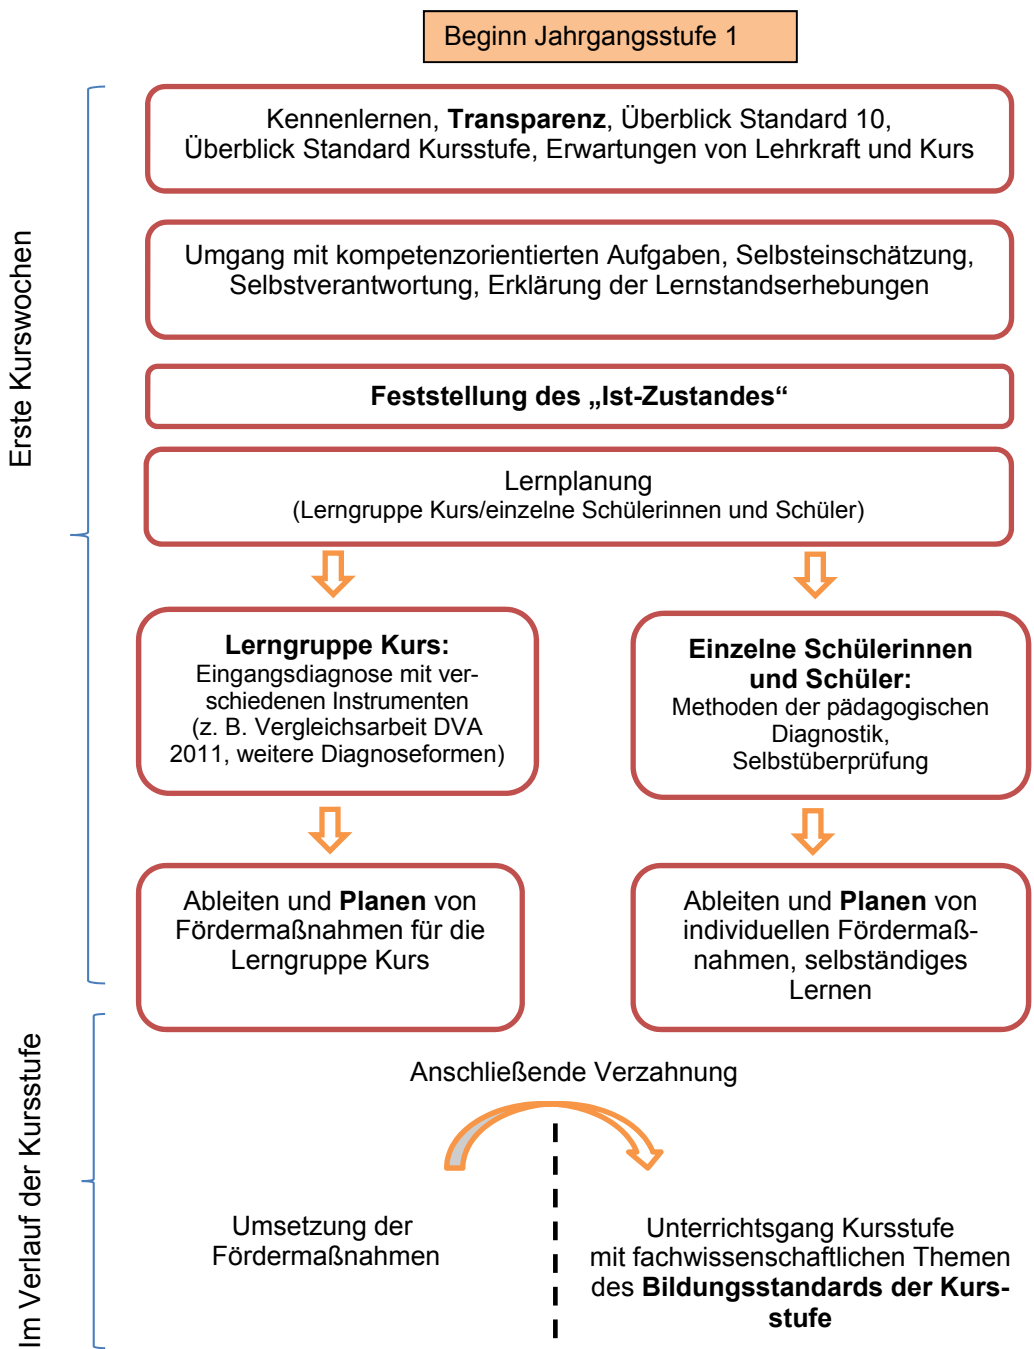 Beginn Jahrgangsstufe 1
Kennenlernen, Transparenz, Überblick Standard 10,
Überblick Standard Kursstufe, Erwartungen von Lehrkraft und Kurs
Erste Kurswochen
Umgang mit kompetenzorientierten Aufgaben, Selbsteinschätzung,
Selbstverantwortung, Erklärung der Lernstandserhebungen
Feststellung des „Ist-Zustandes“
Lernplanung
(Lerngruppe Kurs/einzelne Schülerinnen und Schüler)
Lerngruppe Kurs:
Eingangsdiagnose mit ver-
schiedenen Instrumenten
(z. B. Vergleichsarbeit DVA
2011, weitere Diagnoseformen)
Einzelne Schülerinnen
und Schüler:
Methoden der pädagogischen
Diagnostik,
Selbstüberprüfung
Ableiten und Planen von
Fördermaßnahmen für die
Lerngruppe Kurs
Ableiten und Planen von
individuellen Fördermaß-
nahmen, selbständiges
Lernen
Im Verlauf der Kursstufe
Anschließende Verzahnung
Umsetzung der
Fördermaßnahmen
Unterrichtsgang Kursstufe
mit fachwissenschaftlichen Themen
des Bildungsstandards der Kurs-
stufe